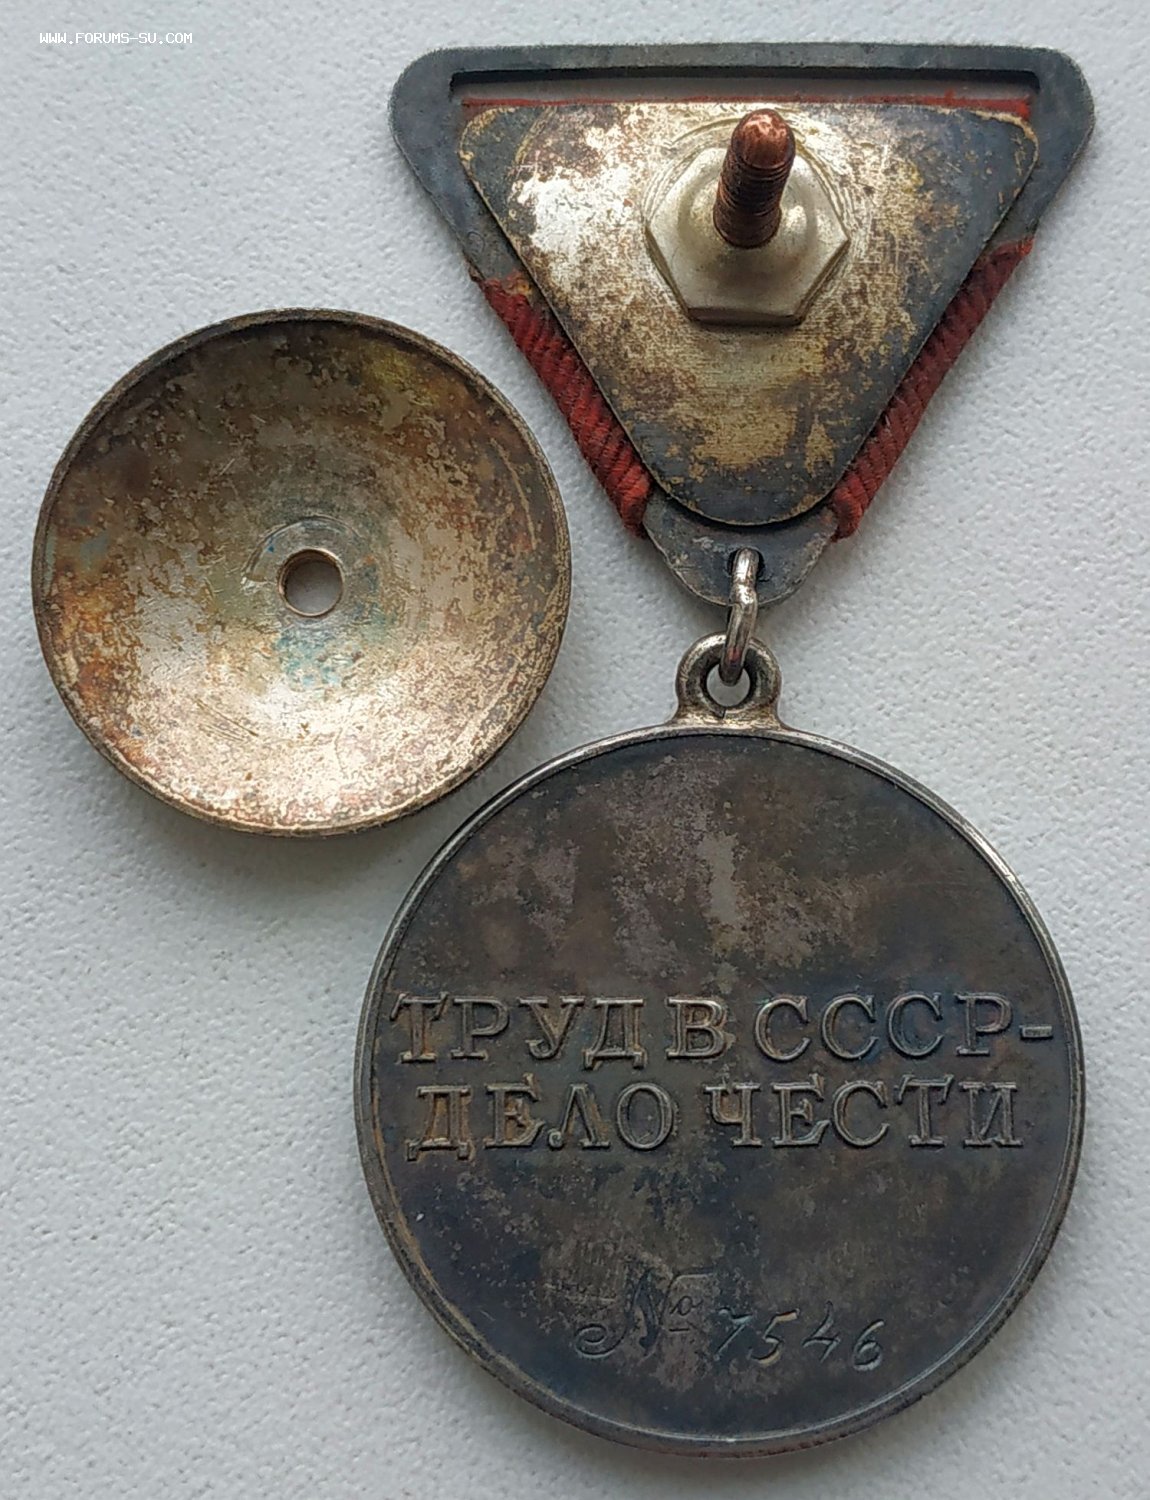 WWW.FORUMS-SU.COM
ТРУД В СССР-
ДЕЛО ЧЕСТИ
№ 7546